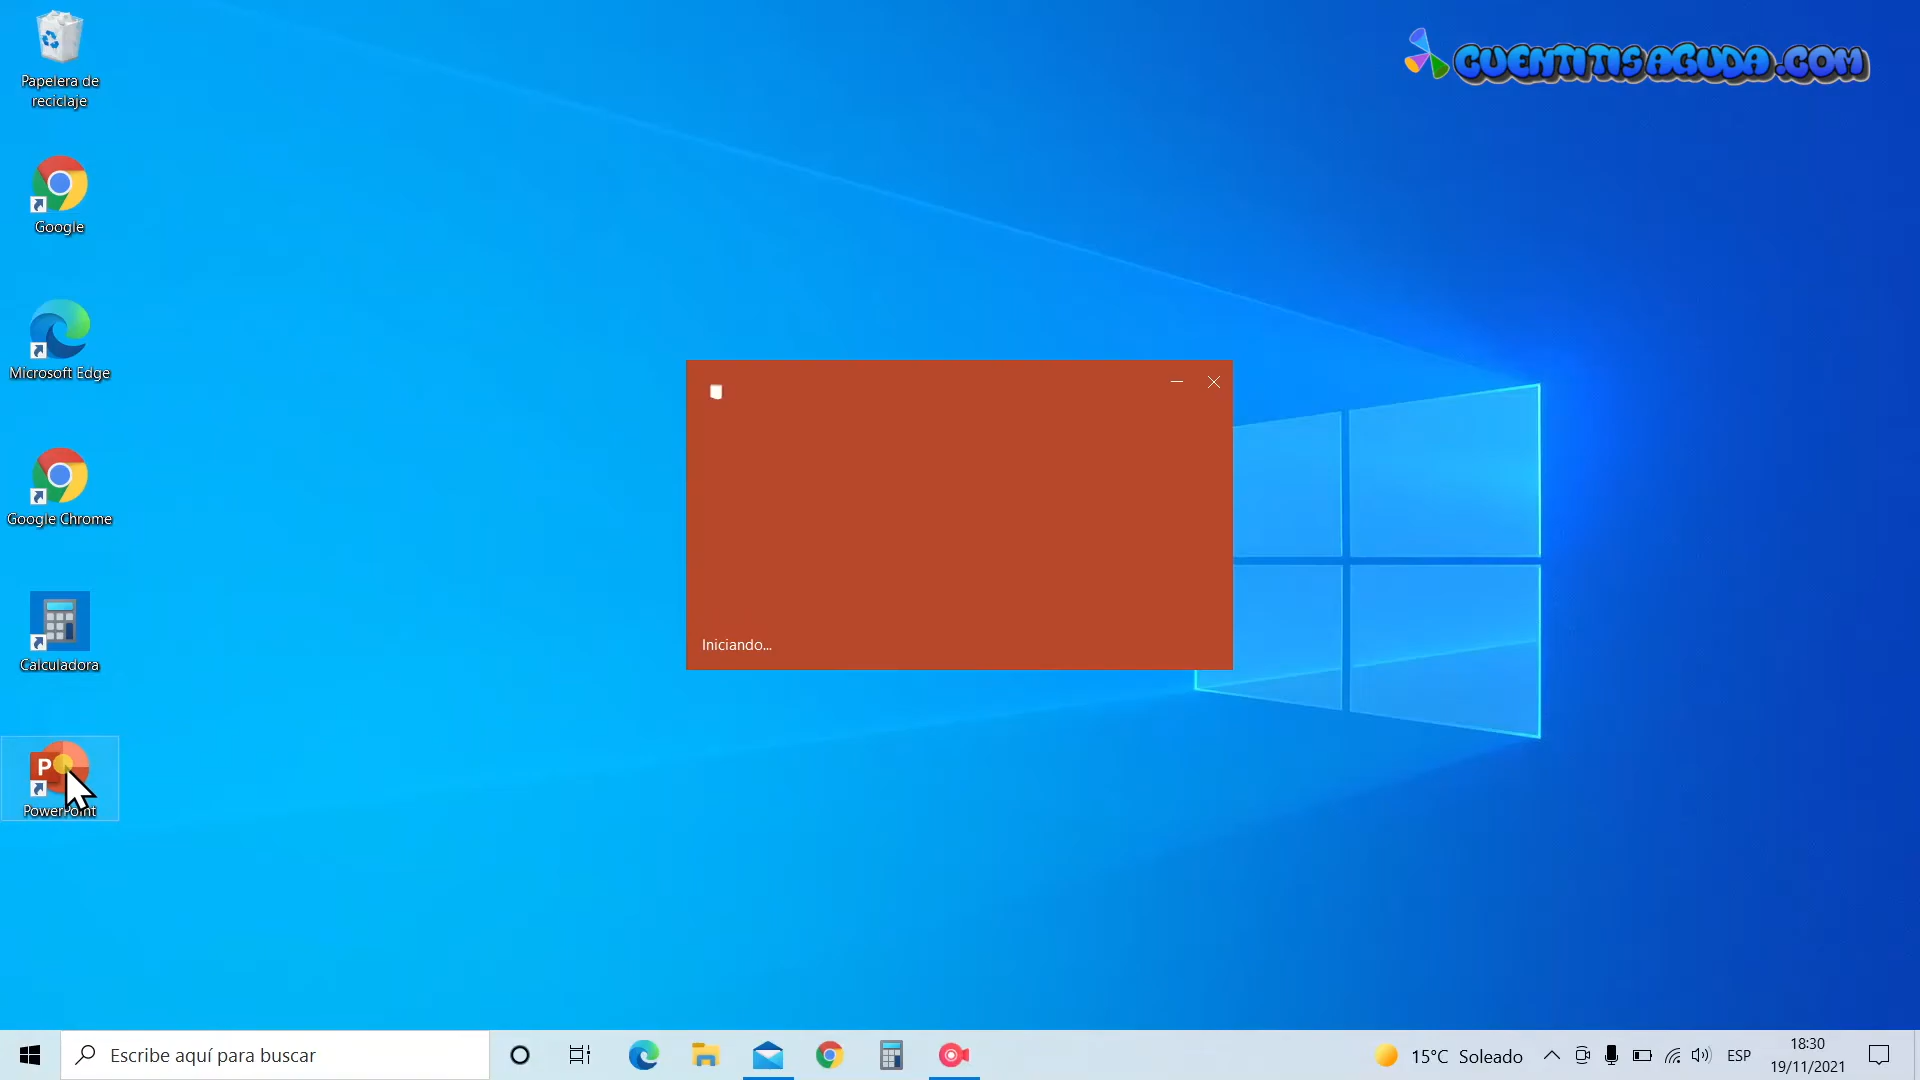 Papelera de
reciclaje
CUENTITISAGUDA.COM
Google
Microsoft Edge
Google Chrome
Iniciando...
Calculadora
P
PowerPoint
Escribe aquí para buscar
15°C Soleado
ESP
18:30
19/11/2021